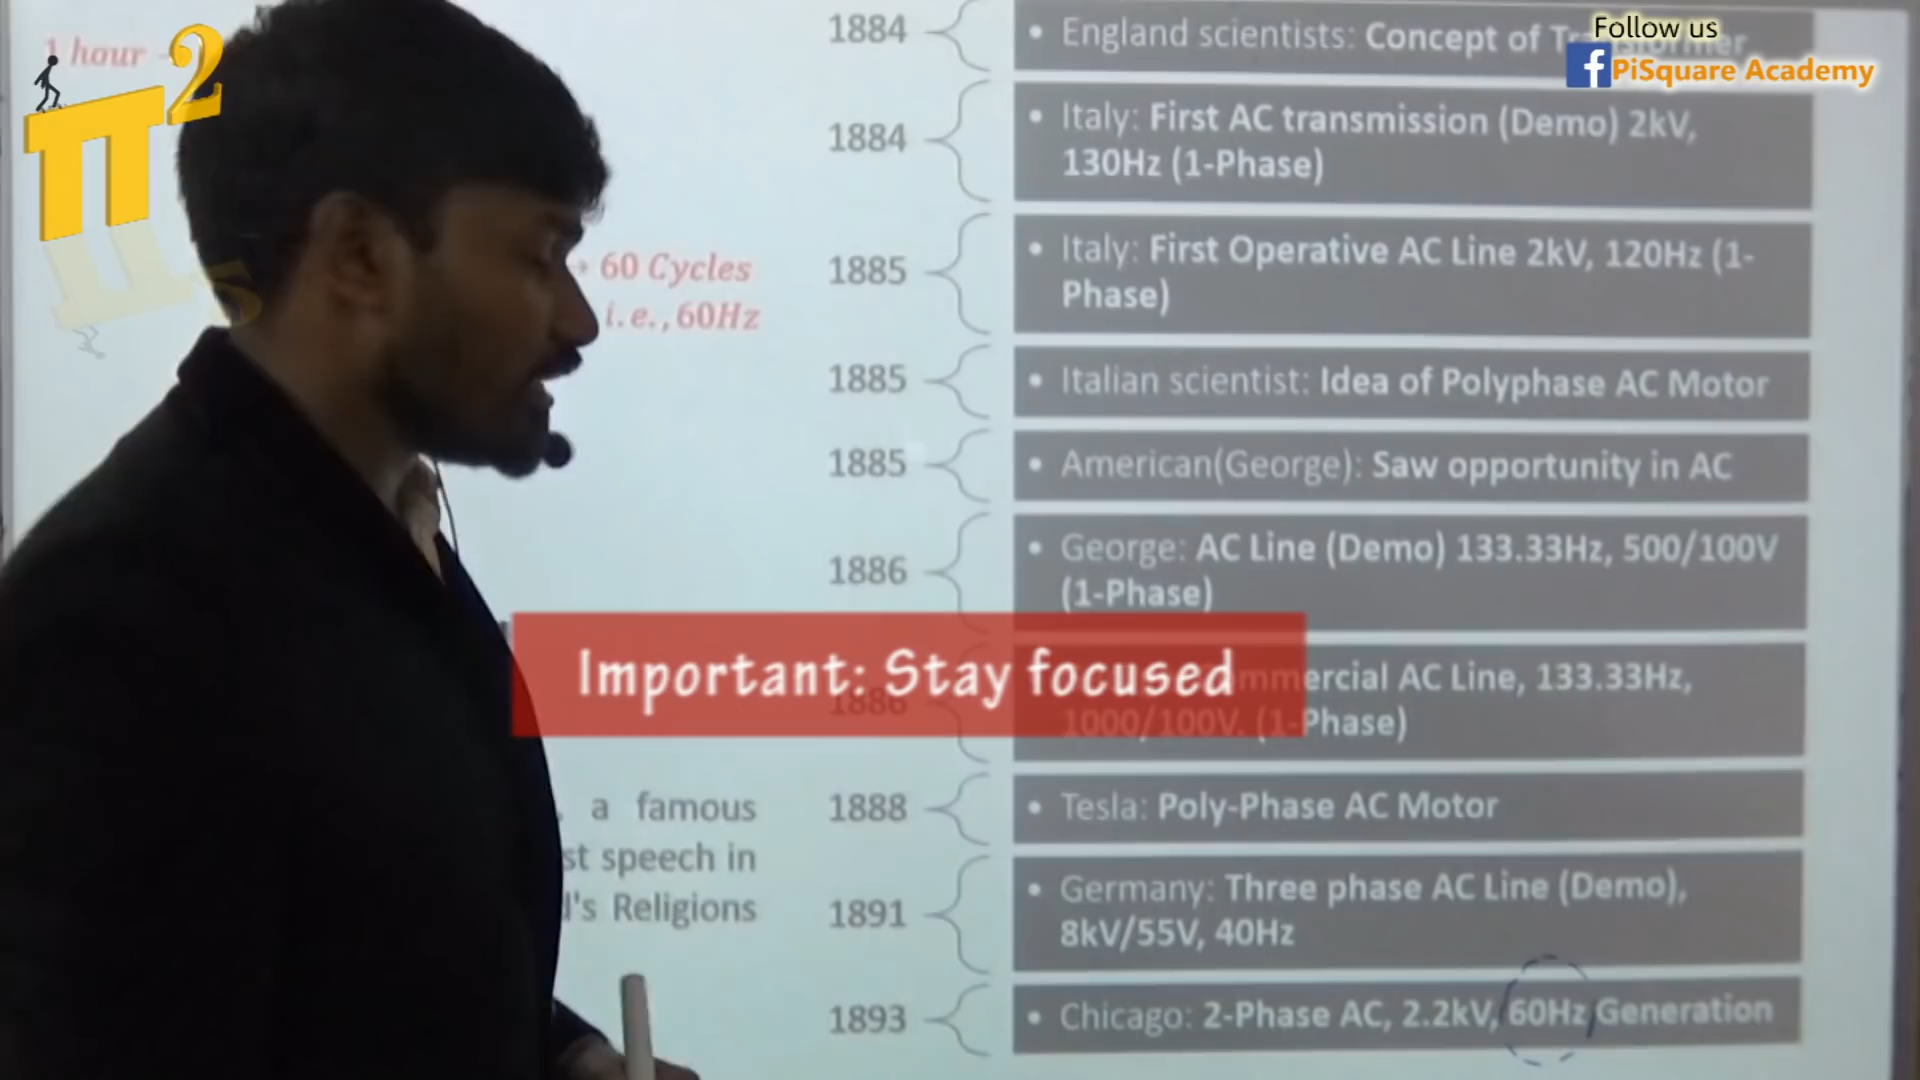 Follow us
PiSquare Academy
π²
1 hour
60 Cycles
i.e.,60Hz
1884
• England scientists: Concept of Transformer
1884
• Italy: First AC transmission (Demo) 2kV,
130Hz (1-Phase)
1885
• Italy: First Operative AC Line 2kV, 120Hz (1-
Phase)
1885
• Italian scientist: Idea of Polyphase AC Motor
1885
• American(George): Saw opportunity in AC
1886
• George: AC Line (Demo) 133.33Hz, 500/100V
(1-Phase)
Important: Stay focused
1886
AC Line, 133.33Hz,
1000/100V. (1-Phase)
a famous
speech in
Religions
1888
• Tesla: Poly-Phase AC Motor
1891
• Germany: Three phase AC Line (Demo),
8kV/55V, 40Hz
1893
• Chicago: 2-Phase AC, 2.2kV, 60Hz Generation